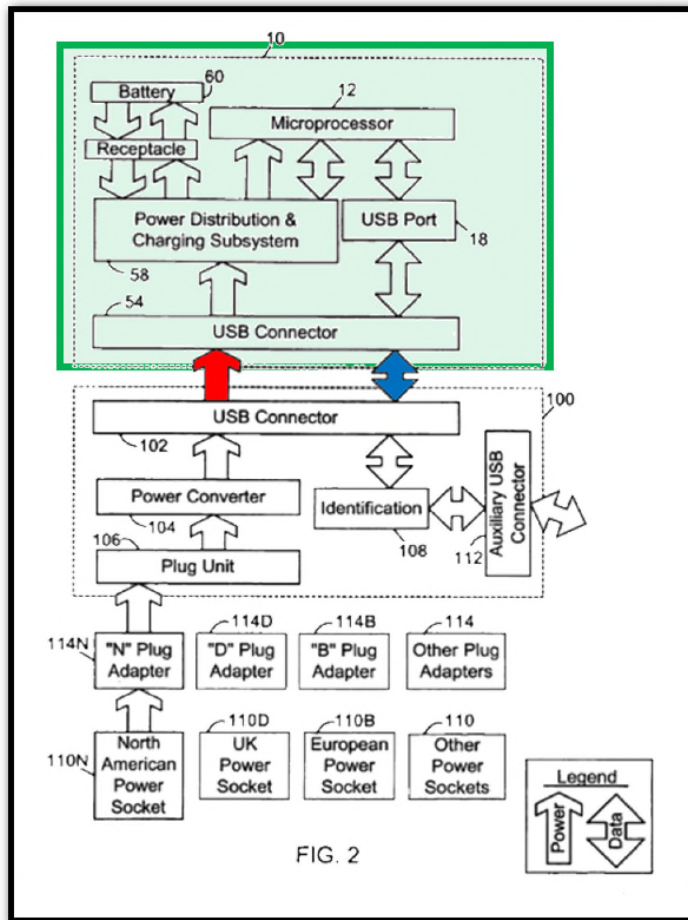 10
60
Battery
12
Microprocessor
Receptacle
Power Distribution &
Charging Subsystem
USB Port
18
58
54
USB Connector
100
USB Connector
102
Power Converter
104
Identification
108
Auxiliary USB
Connector
112
106
Plug Unit
114N
"N" Plug
Adapter
114D
"D" Plug
Adapter
114B
"B" Plug
Adapter
114
Other Plug
Adapters
110N
North
American
Power
Socket
110D
UK
Power
Socket
110B
European
Power
Socket
110
Other
Power
Sockets
Legend
Power
Data
FIG. 2